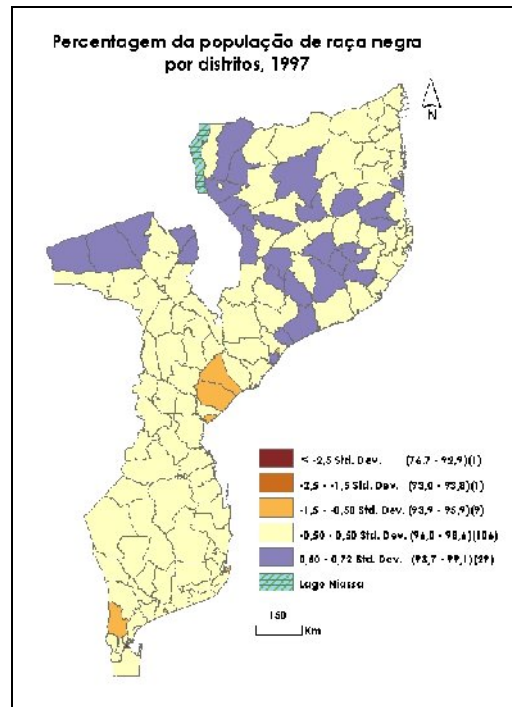 Percentagem da população de raça negra
por distritos, 1997
N
< -2,5 Std. Dev. (76,7 - 92,9)(1)
-2,5 - -1,5 Std. Dev. (93,0 - 93,8)(1)
-1,5 - -0,50 Std. Dev. (93,9 - 95,9)(9)
-0,50 - 0,50 Std. Dev. (96,0 - 98,6)(106)
0,50 - 0,72 Std. Dev. (98,7 - 99,1)(29)
Lago Niassa
150
Km